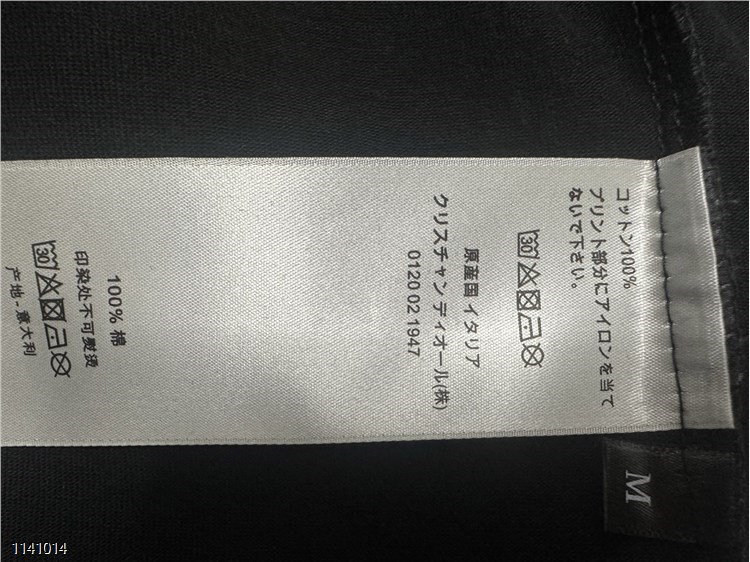 コットン100%
プリント部分にアイロンを当て
ないで下さい。
30
原産国 イタリア
クリスチャン ディオール(株)
0120 02 1947
100% 棉
印染处不可熨烫
30
产地 - 意大利
M
1141014